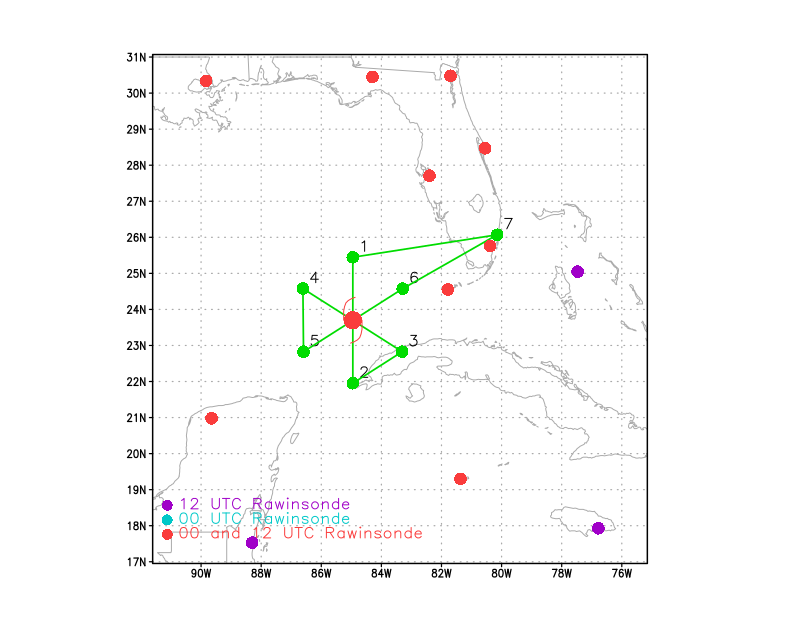 31N
30N
29N
28N
27N
26N
25N
24N
23N
22N
21N
20N
19N
18N
17N
7
1
4
6
5
3
2
12 UTC Rawinsonde
00 UTC Rawinsonde
00 and 12 UTC Rawinsonde
90W 88W 86W 84W 82W 80W 78W 76W